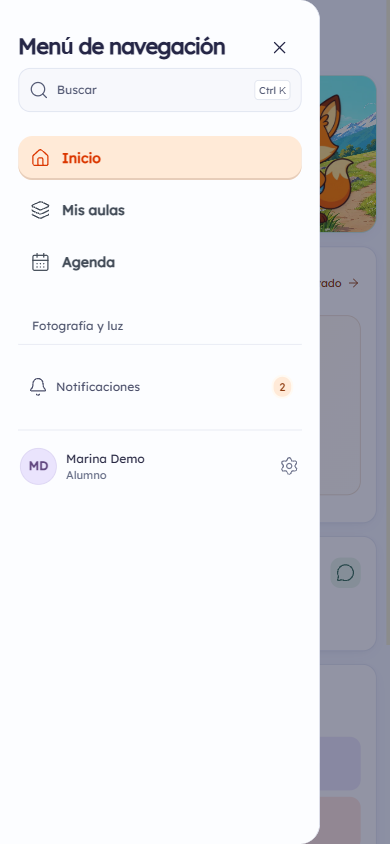 Menú de navegación
Buscar
Ctrl K
Inicio
Mis aulas
Agenda
Fotografía y luz
Notificaciones
2
MD
Marina Demo
Alumno